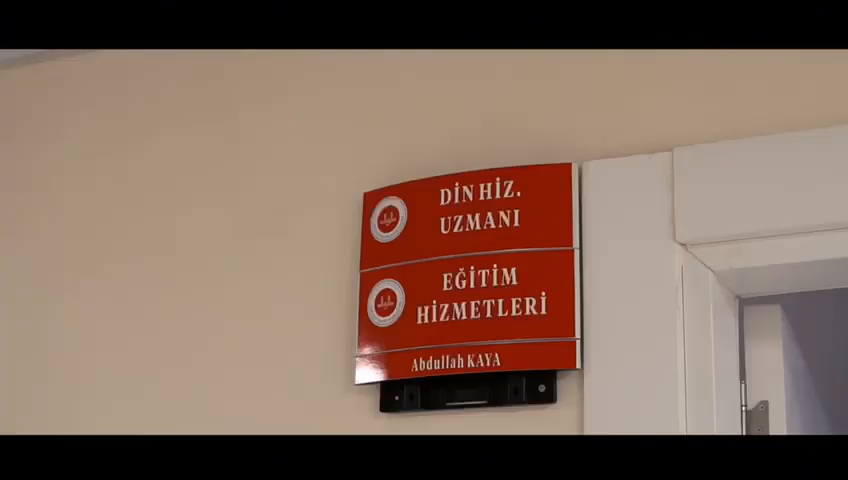 DİN HİZ.
UZMANI
EĞİTİM
HİZMETLERİ
Abdullah KAYA